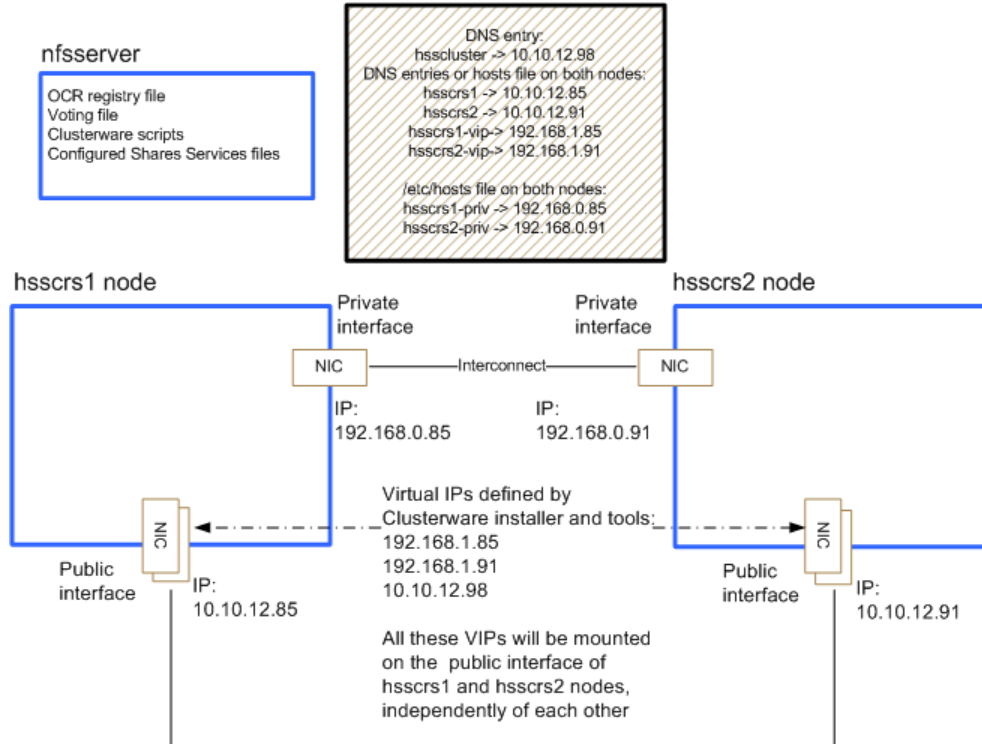 nfsserver
OCR registry file
Voting file
Clusterware scripts
Configured Shares Services files
DNS entry:
hsscluster -> 10.10.12.98
DNS entries or hosts file on both nodes:
hsscrs1 -> 10.10.12.85
hsscrs2 -> 10.10.12.91
hsscrs1-vip-> 192.168.1.85
hsscrs2-vip-> 192.168.1.91
/etc/hosts file on both nodes:
hsscrs1-priv -> 192.168.0.85
hsscrs2-priv -> 192.168.0.91
hsscrs1 node
hsscrs2 node
Private
interface
Private
interface
NIC
Interconnect
NIC
IP:
192.168.0.85
IP:
192.168.0.91
Virtual IPs defined by
Clusterware installer and tools:
192.168.1.85
192.168.1.91
10.10.12.98
NIC
NIC
Public
interface
IP:
10.10.12.85
Public
interface
IP:
10.10.12.91
All these VIPs will be mounted
on the public interface of
hsscrs1 and hsscrs2 nodes,
independently of each other